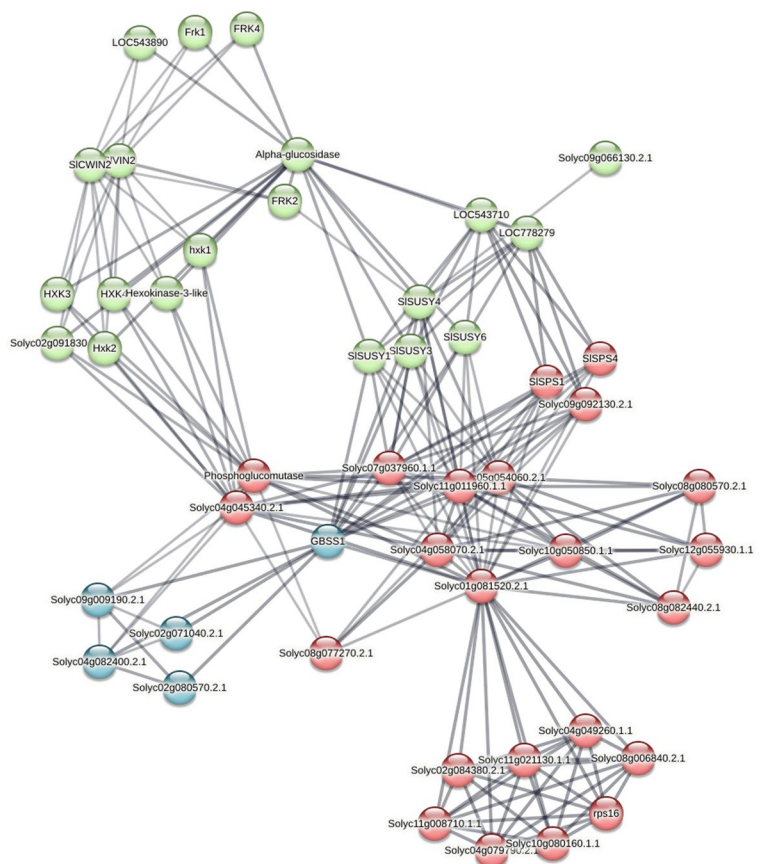 LOC543890
Frk1
FRK4
SlCWIN2
VIN2
Alpha-glucosidase
Solyc09g066130.2.1
FRK2
LOC543710
LOC778279
hxk1
HXK3
Hexokinase-3-like
SlSUSY4
Solyc02g091830
Hxk2
SlSUSY1
SlSUSY3
SlSUSY6
SlSPS4
SlSPS1
Solyc09g092130.2.1
Phosphoglucomutase
Solyc07g037960.1.1
Solyc11g011960.1.1
05g054060.2.1
Solyc08g080570.2.1
Solyc04g045340.2.1
GBSS1
Solyc04g058070.2.1
Solyc10g050850.1.1
Solyc12g055930.1.1
Solyc01g081520.2.1
Solyc09g009190.2.1
Solyc08g082440.2.1
Solyc02g071040.2.1
Solyc08g077270.2.1
Solyc04g082400.2.1
Solyc02g080570.2.1
Solyc04g049260.1.1
Solyc11g021130.1.1
Solyc08g006840.2.1
Solyc02g084380.2.1
rps16
Solyc11g008710.1.1
Solyc10g080160.1.1